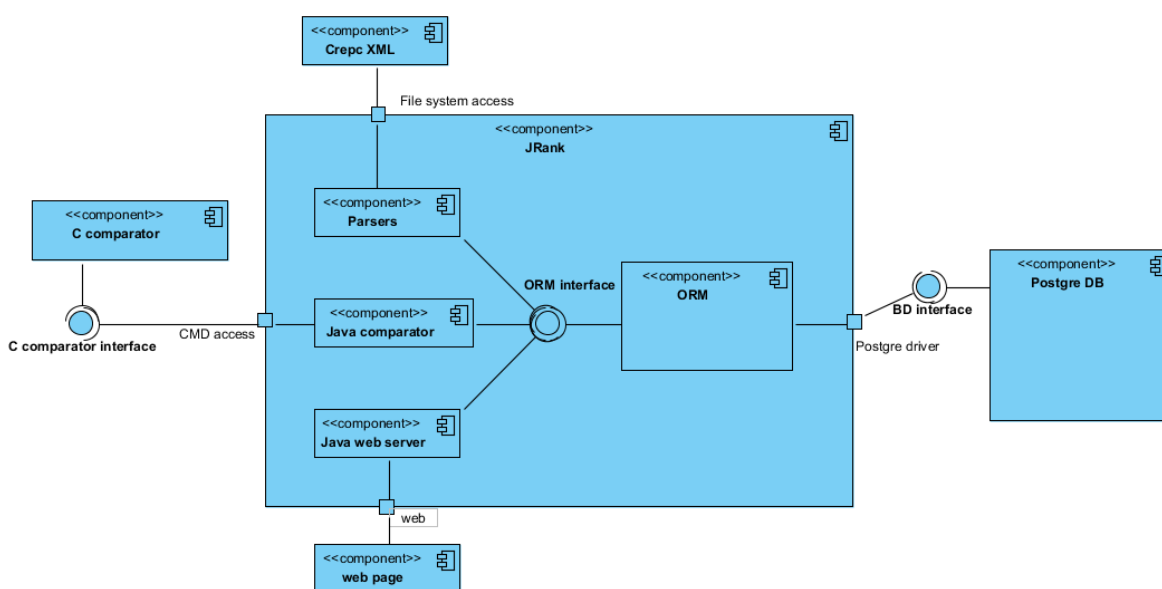 <<component>>
Crepc XML
File system access
<<component>>
JRank
<<component>>
Parsers
<<component>>
C comparator
ORM interface
<<component>>
ORM
<<component>>
Postgre DB
<<component>>
Java comparator
BD interface
CMD access
C comparator interface
Postgre driver
<<component>>
Java web server
web
<<component>>
web page